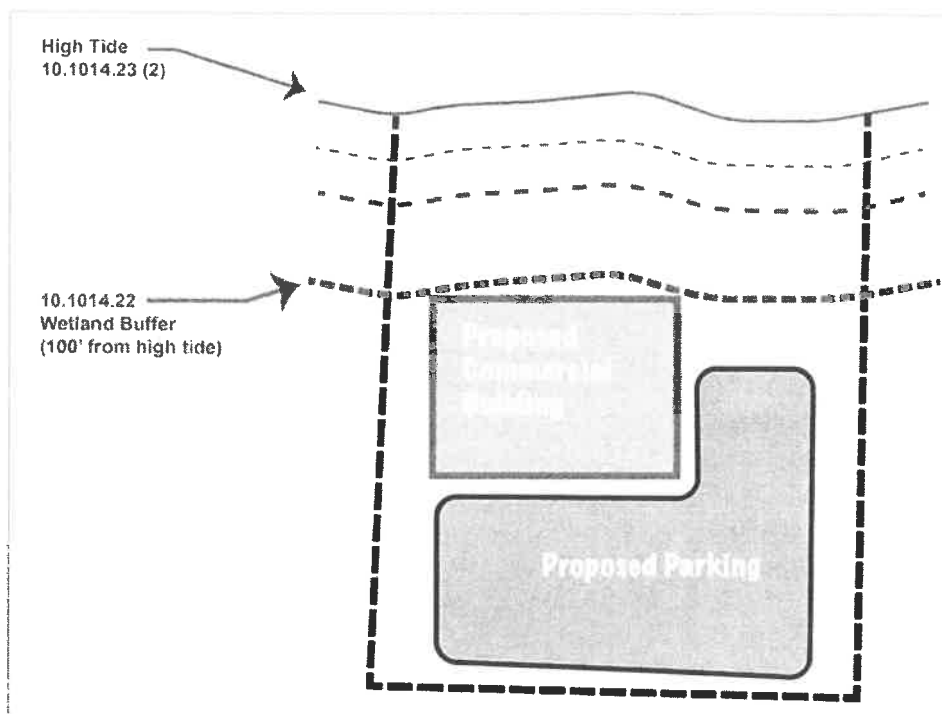 High Tide
10.1014.23 (2)
10.1014.22
Wetland Buffer
(100' from high tide)
Proposed
Commercial
Building
Proposed Parking